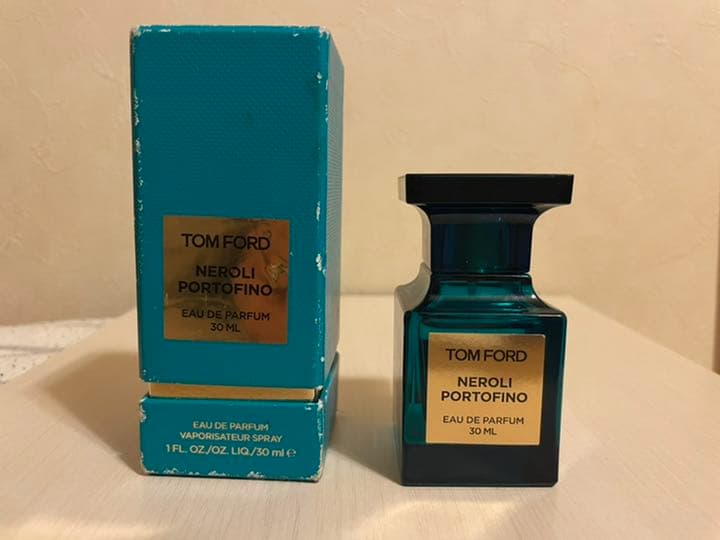 TOM FORD
NEROLI
PORTOFINO
EAU DE PARFUM
30 ML
EAU DE PARFUM
VAPORISATEUR SPRAY
1 FL. OZ./OZ. LIQ./30 ml ℮
TOM FORD
NEROLI
PORTOFINO
EAU DE PARFUM
30 ML